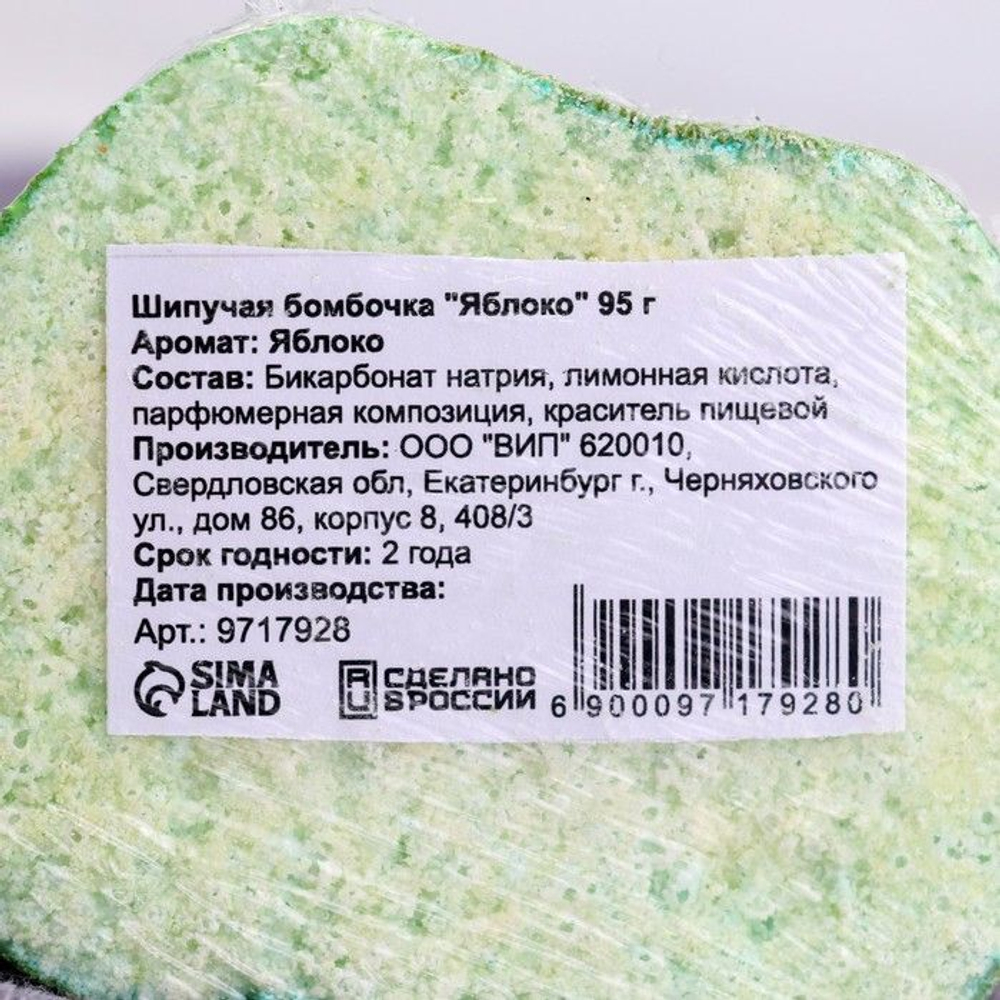 Шипучая бомбочка "Яблоко" 95 г
Аромат: Яблоко
Состав: Бикарбонат натрия, лимонная кислота,
парфюмерная композиция, краситель пищевой
Производитель: ООО "ВИП" 620010,
Свердловская обл, Екатеринбург г., Черняховского
ул., дом 86, корпус 8, 408/3
Срок годности: 2 года
Дата производства:
Арт.: 9717928
SIMA
LAND
RU
СДЕЛАНО
В РОССИИ
6 900097 179280